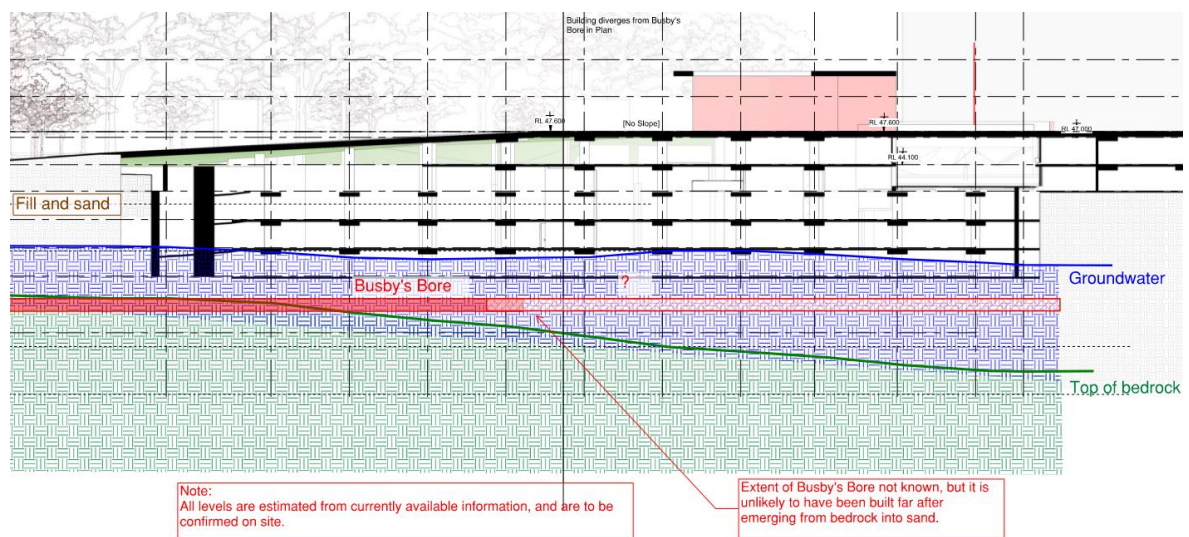 Building diverges from Busby's
Bore in Plan
RL 47.600
[No Slope]
RL 47.600
RL 47.000
RL 44.100
Fill and sand
Busby's Bore
?
Groundwater
Top of bedrock
Note:
All levels are estimated from currently available information, and are to be
confirmed on site.
Extent of Busby's Bore not known, but it is
unlikely to have been built far after
emerging from bedrock into sand.